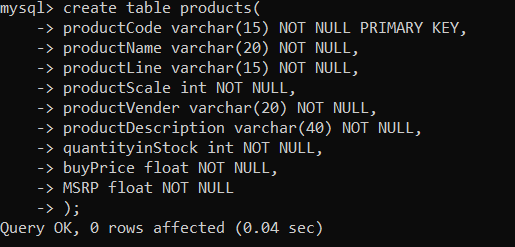 mysql> create table products(
-> productCode varchar(15) NOT NULL PRIMARY KEY,
-> productName varchar(20) NOT NULL,
-> productLine varchar(15) NOT NULL,
-> productScale int NOT NULL,
-> productVender varchar(20) NOT NULL,
-> productDescription varchar(40) NOT NULL,
-> quantityinStock int NOT NULL,
-> buyPrice float NOT NULL,
-> MSRP float NOT NULL
-> );
Query OK, 0 rows affected (0.04 sec)